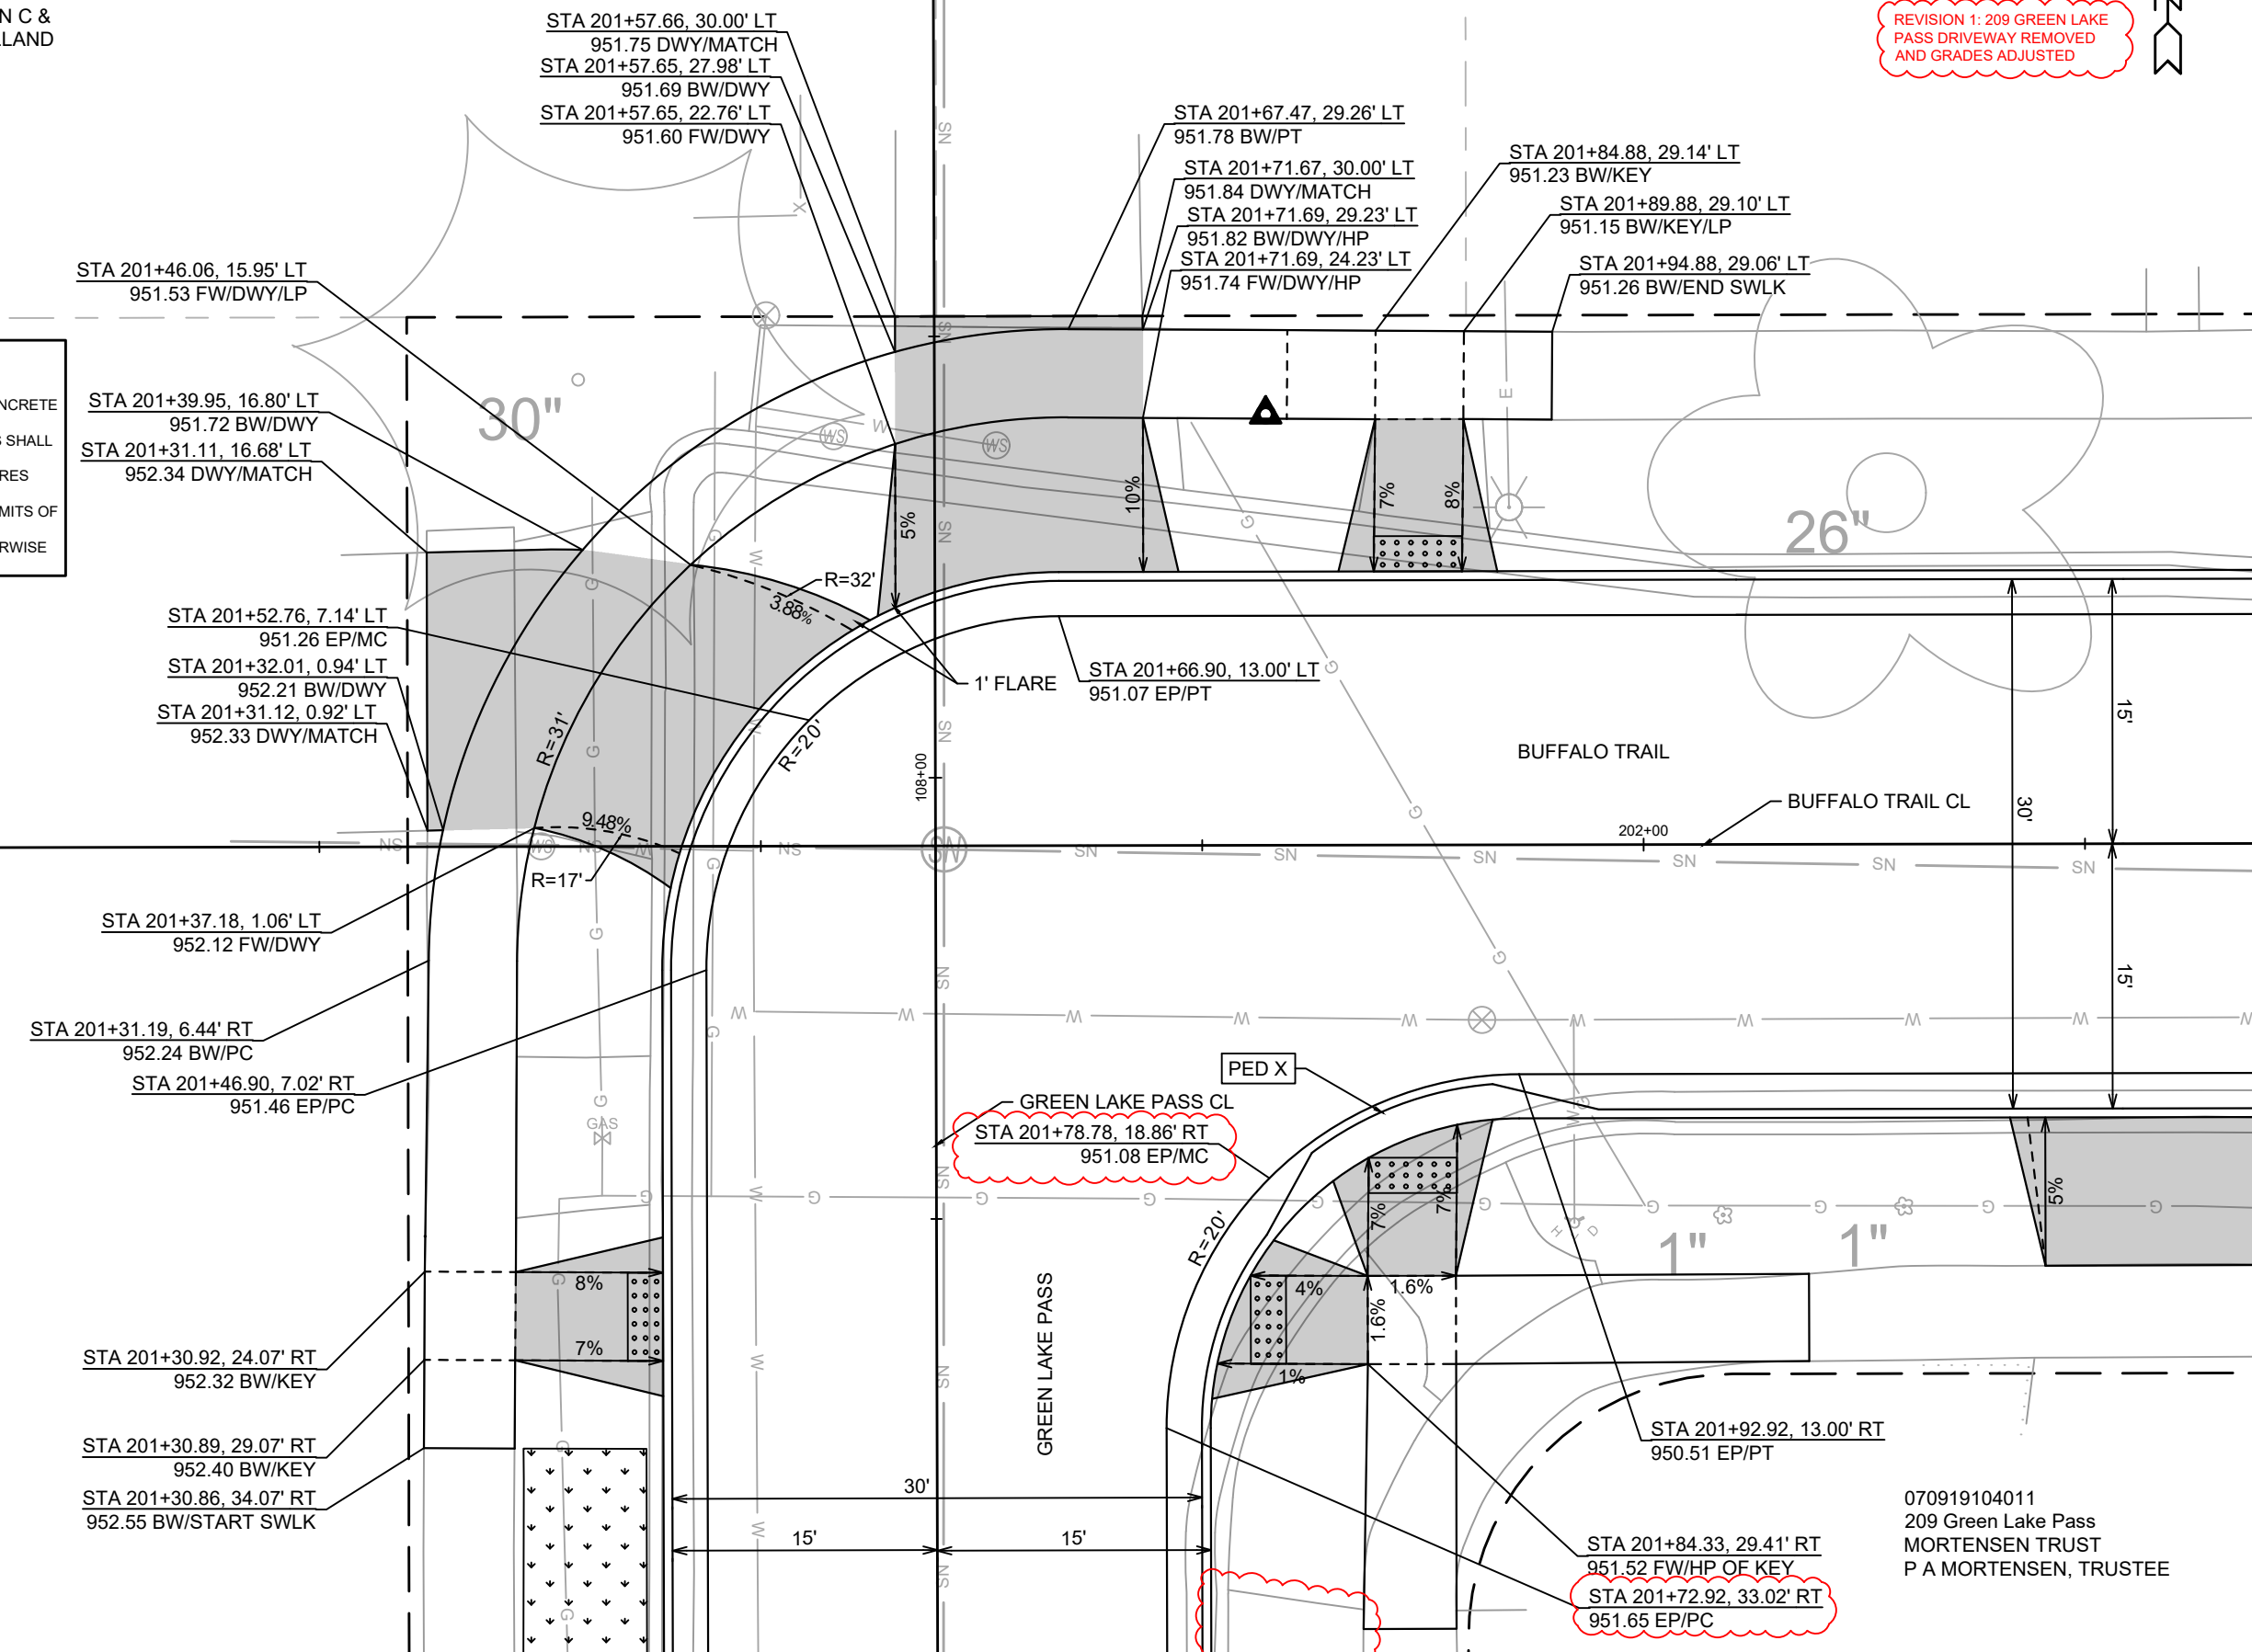 N C &
LLAND
STA 201+57.66, 30.00' LT
951.75 DWY/MATCH
STA 201+57.65, 27.98' LT
951.69 BW/DWY
STA 201+57.65, 22.76' LT
951.60 FW/DWY
REVISION 1: 209 GREEN LAKE
PASS DRIVEWAY REMOVED
AND GRADES ADJUSTED
N
STA 201+67.47, 29.26' LT
951.78 BW/PT
STA 201+71.67, 30.00' LT
951.84 DWY/MATCH
STA 201+71.69, 29.23' LT
951.82 BW/DWY/HP
STA 201+71.69, 24.23' LT
951.74 FW/DWY/HP
STA 201+84.88, 29.14' LT
951.23 BW/KEY
STA 201+89.88, 29.10' LT
951.15 BW/KEY/LP
STA 201+94.88, 29.06' LT
951.26 BW/END SWLK
STA 201+46.06, 15.95' LT
951.53 FW/DWY/LP
NCRETE
S SHALL
RES
MITS OF
RWISE
STA 201+39.95, 16.80' LT
951.72 BW/DWY
STA 201+31.11, 16.68' LT
952.34 DWY/MATCH
30"
26"
WS
WS
5%
10%
7%
8%
R=32'
3.88%
STA 201+52.76, 7.14' LT
951.26 EP/MC
STA 201+32.01, 0.94' LT
952.21 BW/DWY
STA 201+31.12, 0.92' LT
952.33 DWY/MATCH
1' FLARE
STA 201+66.90, 13.00' LT
951.07 EP/PT
R=31'
R=20'
108+00
BUFFALO TRAIL
BUFFALO TRAIL CL
202+00
15'
30'
15'
9.48%
R=17'
WS
SN
STA 201+37.18, 1.06' LT
952.12 FW/DWY
STA 201+31.19, 6.44' RT
952.24 BW/PC
STA 201+46.90, 7.02' RT
951.46 EP/PC
GAS
PED X
GREEN LAKE PASS CL
STA 201+78.78, 18.86' RT
951.08 EP/MC
R=20'
7%
7%
4%
1.6%
1.6%
1%
5%
1"
1"
8%
7%
STA 201+30.92, 24.07' RT
952.32 BW/KEY
STA 201+30.89, 29.07' RT
952.40 BW/KEY
STA 201+30.86, 34.07' RT
952.55 BW/START SWLK
GREEN LAKE PASS
30'
15'
15'
STA 201+92.92, 13.00' RT
950.51 EP/PT
STA 201+84.33, 29.41' RT
951.52 FW/HP OF KEY
STA 201+72.92, 33.02' RT
951.65 EP/PC
070919104011
209 Green Lake Pass
MORTENSEN TRUST
P A MORTENSEN, TRUSTEE